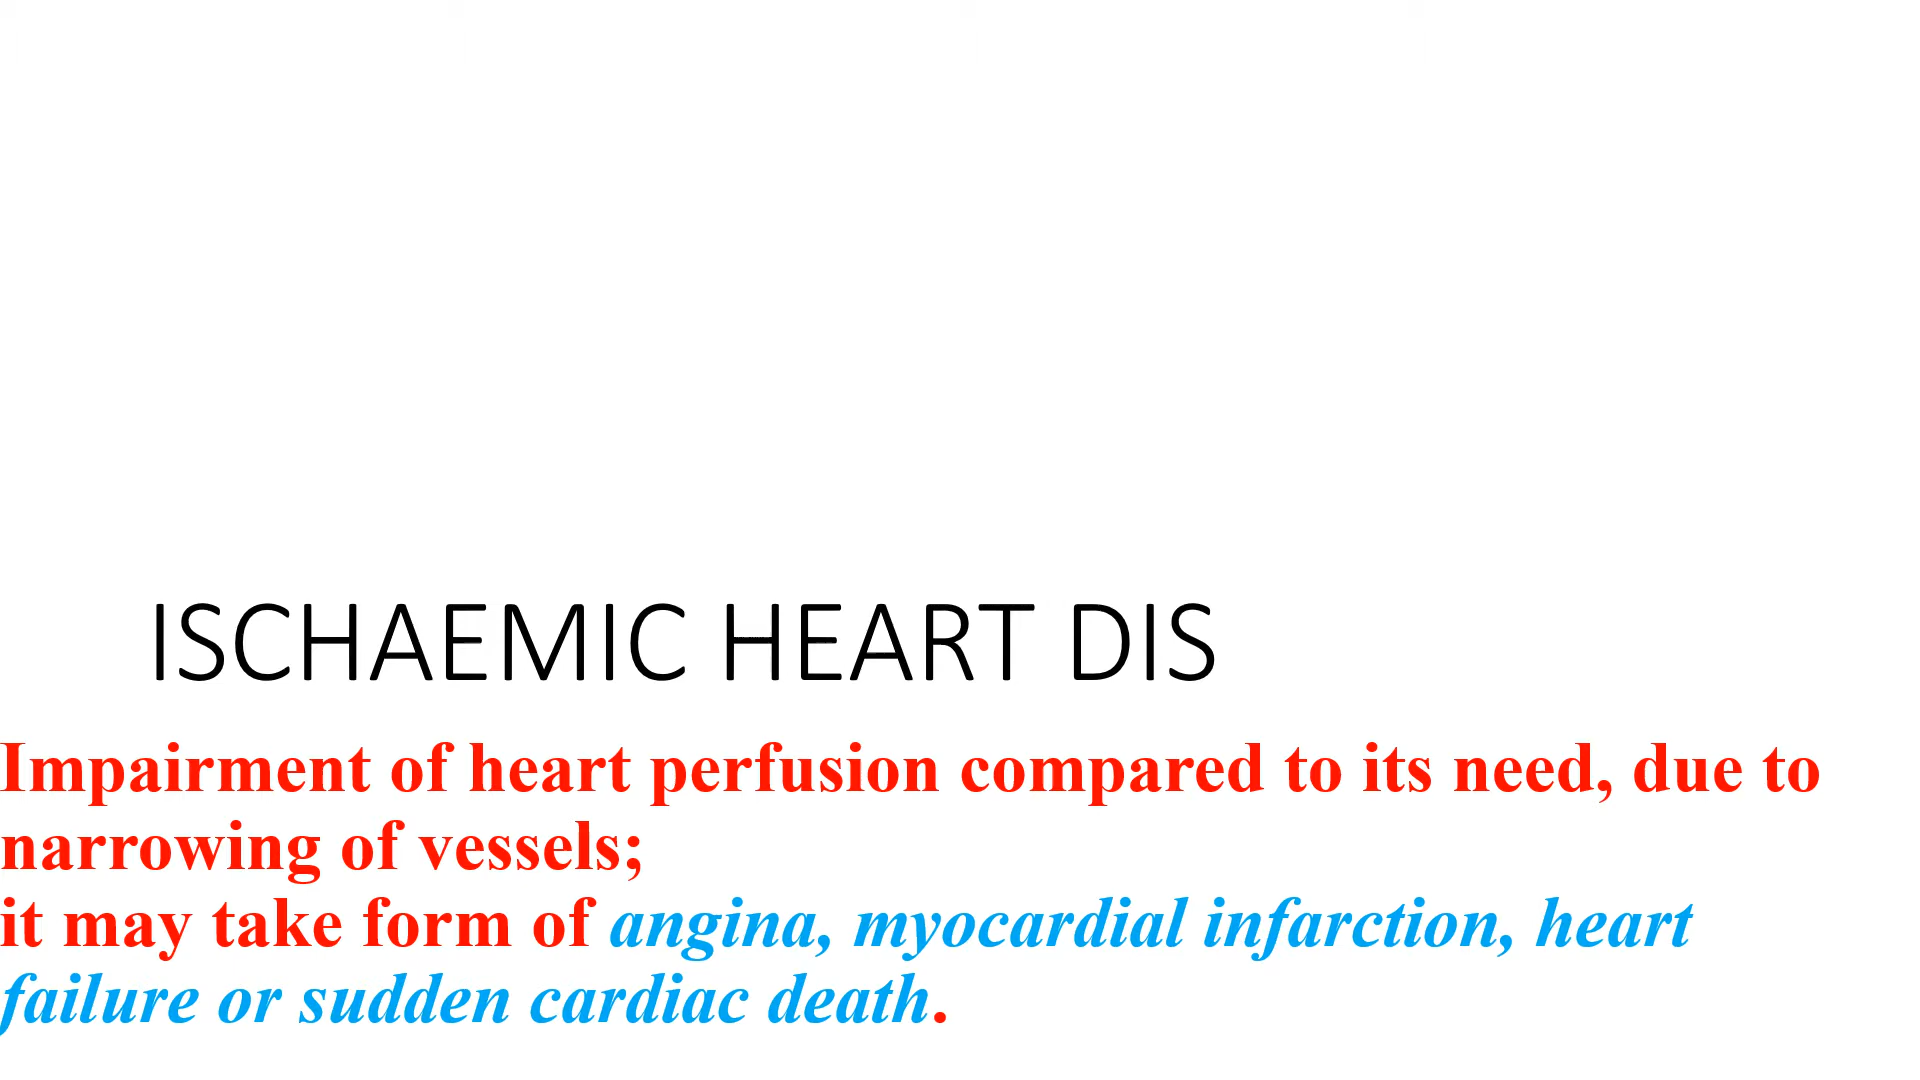 ISCHAEMIC HEART DIS
Impairment of heart perfusion compared to its need, due to
narrowing of vessels;
it may take form of angina, myocardial infarction, heart
failure or sudden cardiac death.